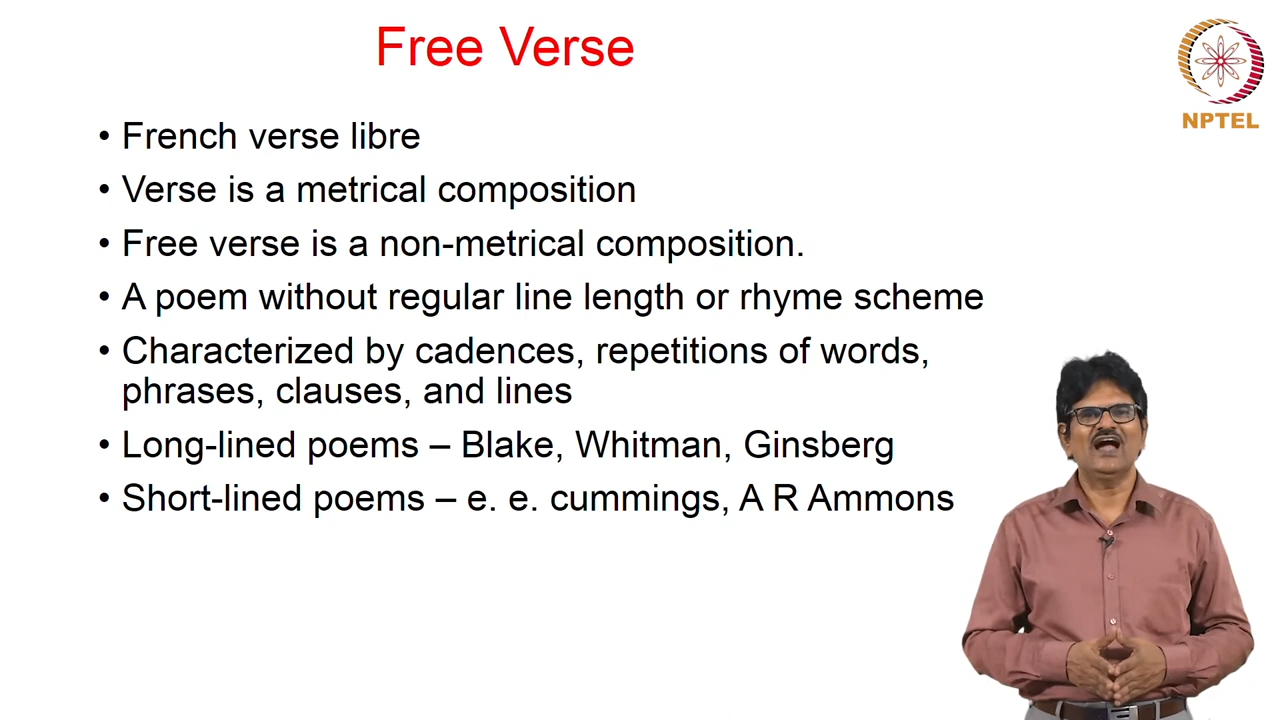 Free Verse
NPTEL
• French verse libre
• Verse is a metrical composition
• Free verse is a non-metrical composition.
• A poem without regular line length or rhyme scheme
• Characterized by cadences, repetitions of words,
phrases, clauses, and lines
• Long-lined poems – Blake, Whitman, Ginsberg
• Short-lined poems – e. e. cummings, A R Ammons